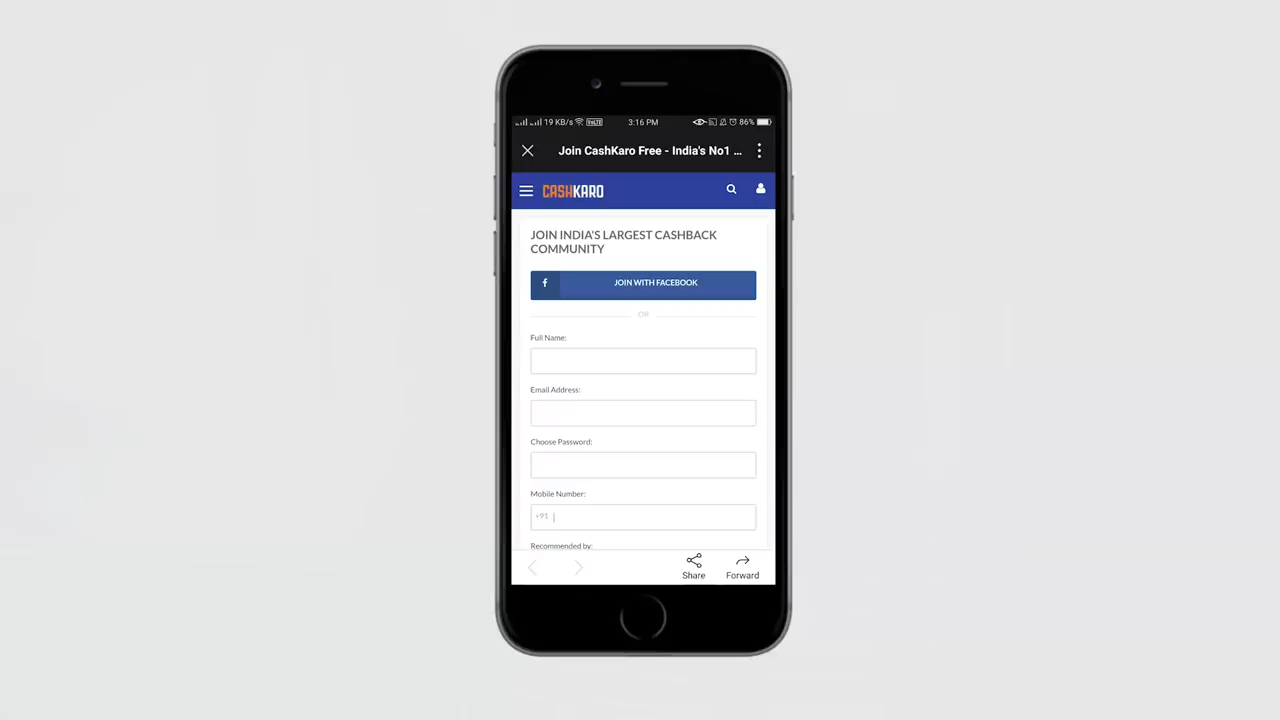 19 KB/s VoLTE 3:16 PM 86%
Join CashKaro Free - India's No1 ...
CASHKARO
JOIN INDIA'S LARGEST CASHBACK
COMMUNITY
f JOIN WITH FACEBOOK
OR
Full Name:
Email Address:
Choose Password:
Mobile Number:
+91
Recommended by:
Share Forward